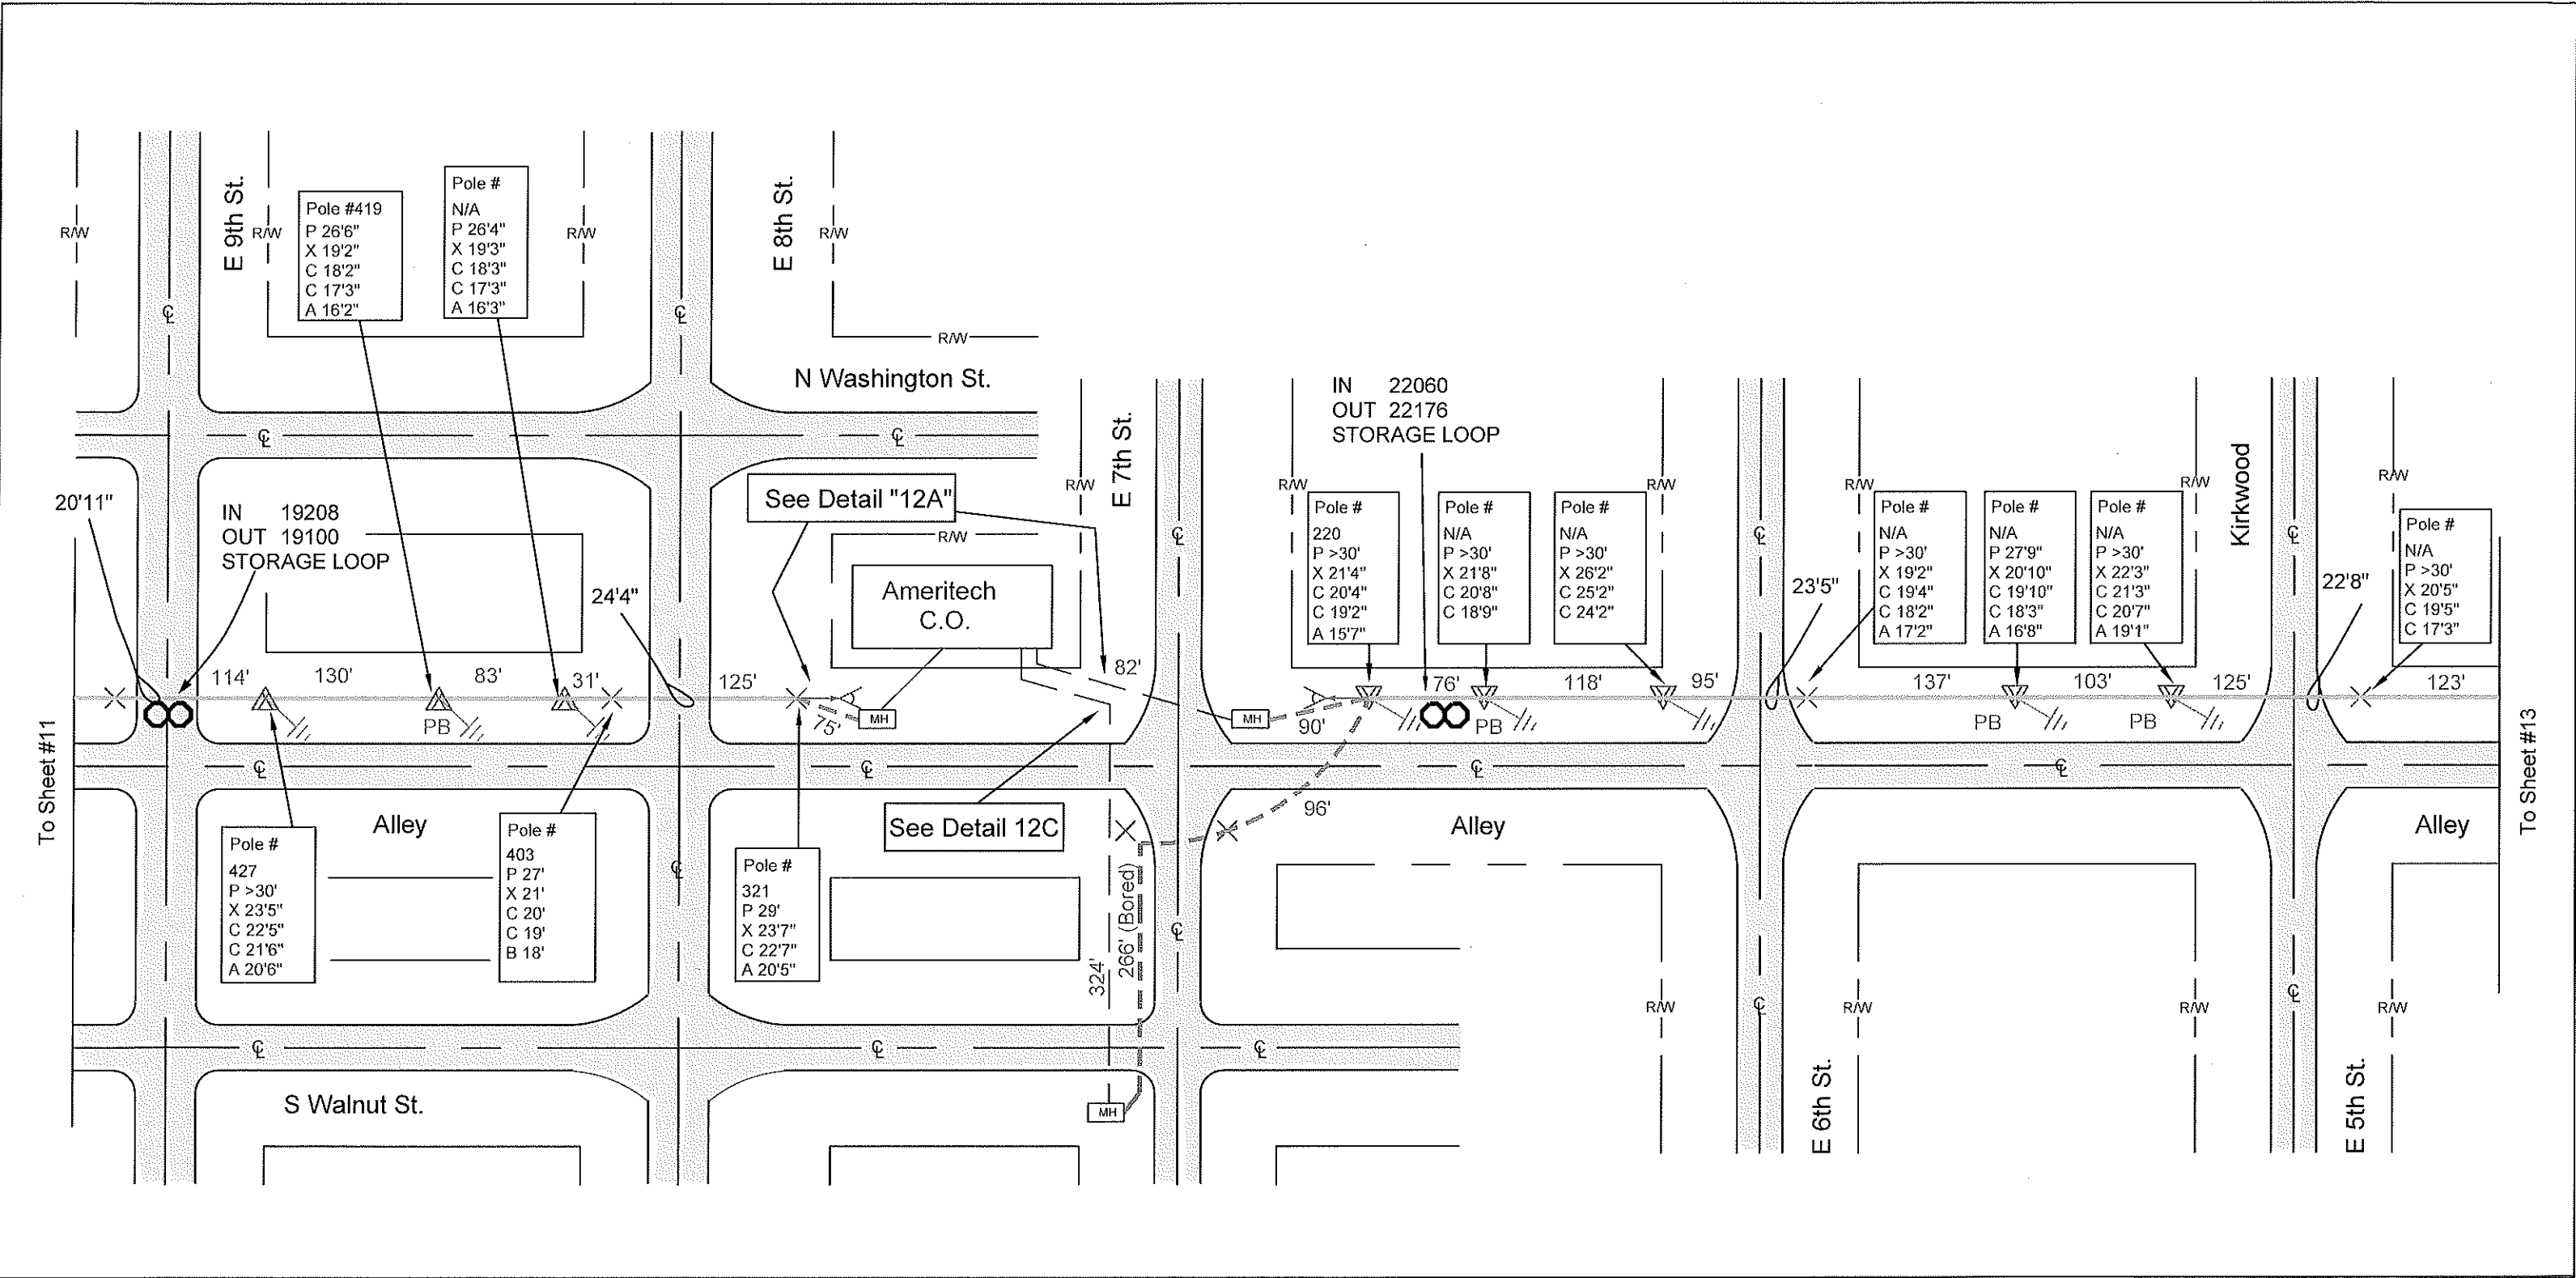 Pole #
N/A
P 26'4"
X 19'3"
C 18'3"
C 17'3"
A 16'3"
Pole #419
P 26'6"
X 19'2"
C 18'2"
C 17'3"
A 16'2"
E 9th St.
E 8th St.
R/W
R/W
R/W
R/W
℄
℄
R/W
N Washington St.
℄
℄
IN 22060
OUT 22176
STORAGE LOOP
E 7th St.
Kirkwood
20'11"
IN 19208
OUT 19100
STORAGE LOOP
See Detail "12A"
R/W
R/W
R/W
R/W
R/W
R/W
R/W
℄
℄
℄
R/W
Ameritech
C.O.
24'4"
Pole #
220
P >30'
X 21'4"
C 20'4"
C 19'2"
A 15'7"
Pole #
N/A
P >30'
X 21'8"
C 20'8"
C 18'9"
Pole #
N/A
P >30'
X 26'2"
C 25'2"
C 24'2"
23'5"
Pole #
N/A
P >30'
X 19'2"
C 19'4"
C 18'2"
A 17'2"
Pole #
N/A
P 27'9"
X 20'10"
C 19'10"
C 18'3"
A 16'8"
Pole #
N/A
P >30'
X 22'3"
C 21'3"
C 20'7"
A 19'1"
22'8"
Pole #
N/A
P >30'
X 20'5"
C 19'5"
C 17'3"
114'
130'
83'
31'
125'
82'
76'
118'
95'
137'
103'
125'
123'
PB
75'
MH
MH
90'
PB
PB
PB
To Sheet #11
To Sheet #13
℄
℄
℄
℄
96'
Alley
See Detail 12C
Alley
Alley
Pole #
427
P >30'
X 23'5"
C 22'5"
C 21'6"
A 20'6"
Pole #
403
P 27'
X 21'
C 20'
C 19'
B 18'
℄
Pole #
321
P 29'
X 23'7"
C 22'7"
A 20'5"
324'
266' (Bored)
℄
R/W
℄
R/W
R/W
℄
R/W
℄
℄
℄
S Walnut St.
MH
E 6th St.
E 5th St.